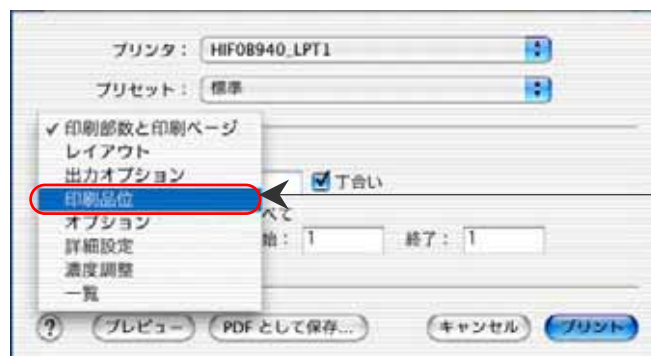 プリンタ： HIF0B940_LPT1
プリセット： 標準
✓ 印刷部数と印刷ページ
レイアウト
出力オプション
丁合い
印刷品位
べて
オプション
始： 1 終了： 1
詳細設定
濃度調整
一覧
? プレビュー PDF として保存... キャンセル プリント